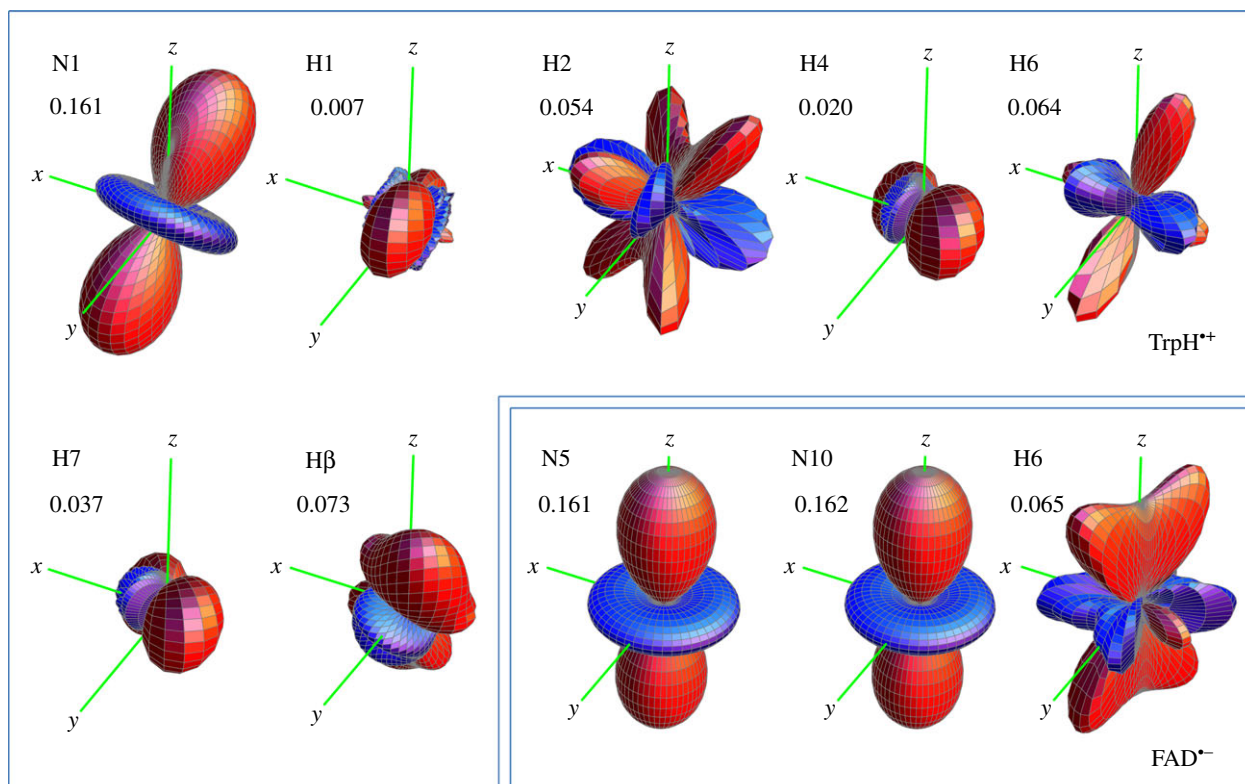 N1
0.161
z
x
y
H1
0.007
z
x
y
H2
0.054
z
x
y
H4
0.020
z
x
y
H6
0.064
z
x
y
TrpH•+
H7
0.037
z
x
y
Hβ
0.073
z
x
y
N5
0.161
z
x
y
N10
0.162
z
x
y
H6
0.065
z
x
y
FAD•−